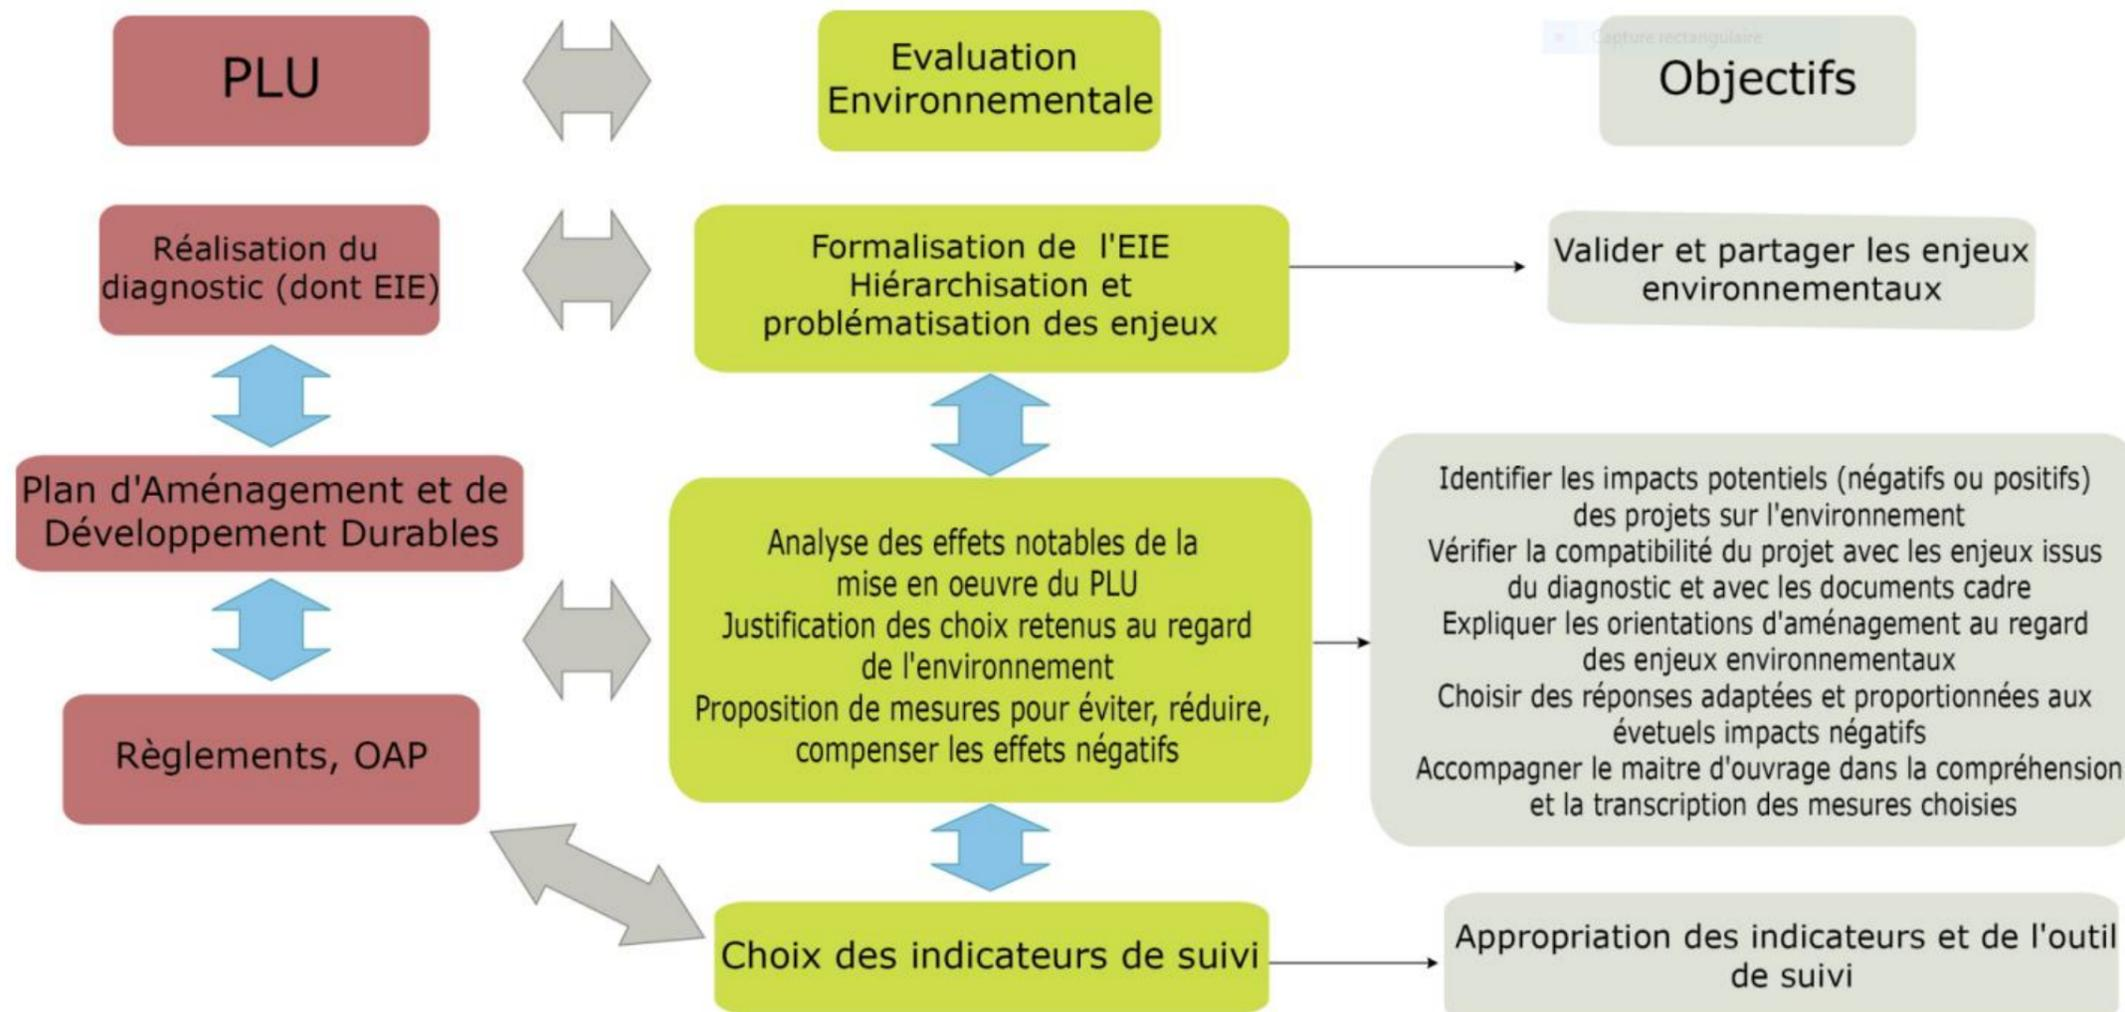 PLU
Evaluation
Environnementale
Capture rectangulaire
Objectifs
Réalisation du
diagnostic (dont EIE)
Formalisation de l'EIE
Hiérarchisation et
problématisation des enjeux
Valider et partager les enjeux
environnementaux
Plan d'Aménagement et de
Développement Durables
Analyse des effets notables de la
mise en oeuvre du PLU
Justification des choix retenus au regard
de l'environnement
Proposition de mesures pour éviter, réduire,
compenser les effets négatifs
Identifier les impacts potentiels (négatifs ou positifs)
des projets sur l'environnement
Vérifier la compatibilité du projet avec les enjeux issus
du diagnostic et avec les documents cadre
Expliquer les orientations d'aménagement au regard
des enjeux environnementaux
Choisir des réponses adaptées et proportionnées aux
évetuels impacts négatifs
Accompagner le maitre d'ouvrage dans la compréhension
et la transcription des mesures choisies
Règlements, OAP
Choix des indicateurs de suivi
Appropriation des indicateurs et de l'outil
de suivi